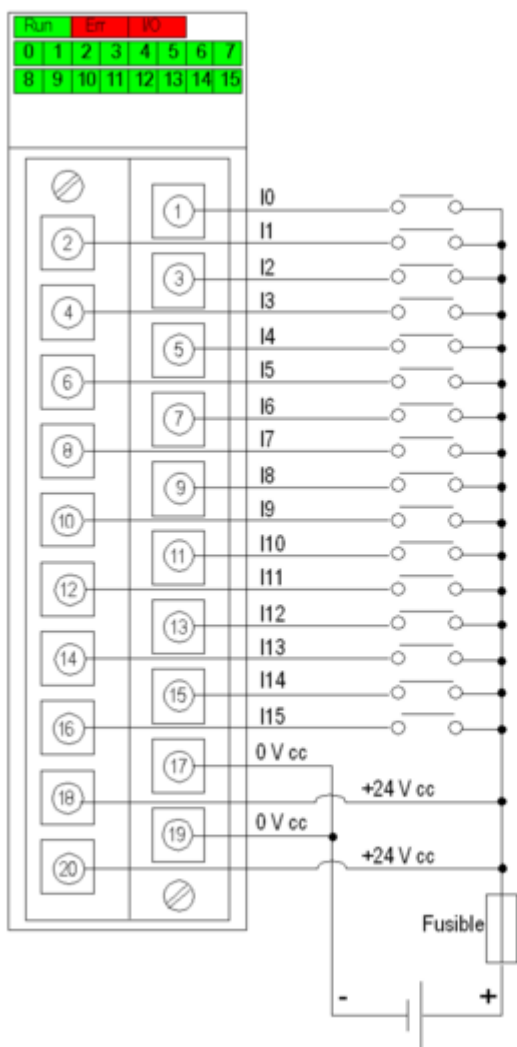 Run Err I/O
0 1 2 3 4 5 6 7
8 9 10 11 12 13 14 15
1 I0
2 I1
3 I2
4 I3
5 I4
6 I5
7 I6
8 I7
9 I8
10 I9
11 I10
12 I11
13 I12
14 I13
15 I14
16 I15
17 0 V cc
18 +24 V cc
19 0 V cc
20 +24 V cc
Fusible
- +